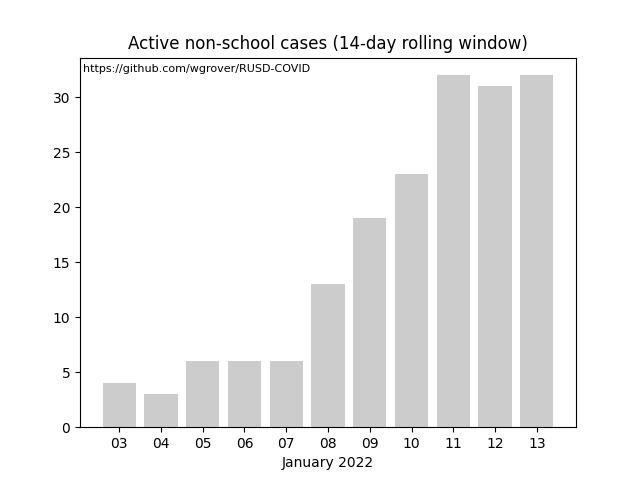 Active non-school cases (14-day rolling window)
https://github.com/wgrover/RUSD-COVID
30
25
20
15
10
5
0
03 04 05 06 07 08 09 10 11 12 13
January 2022